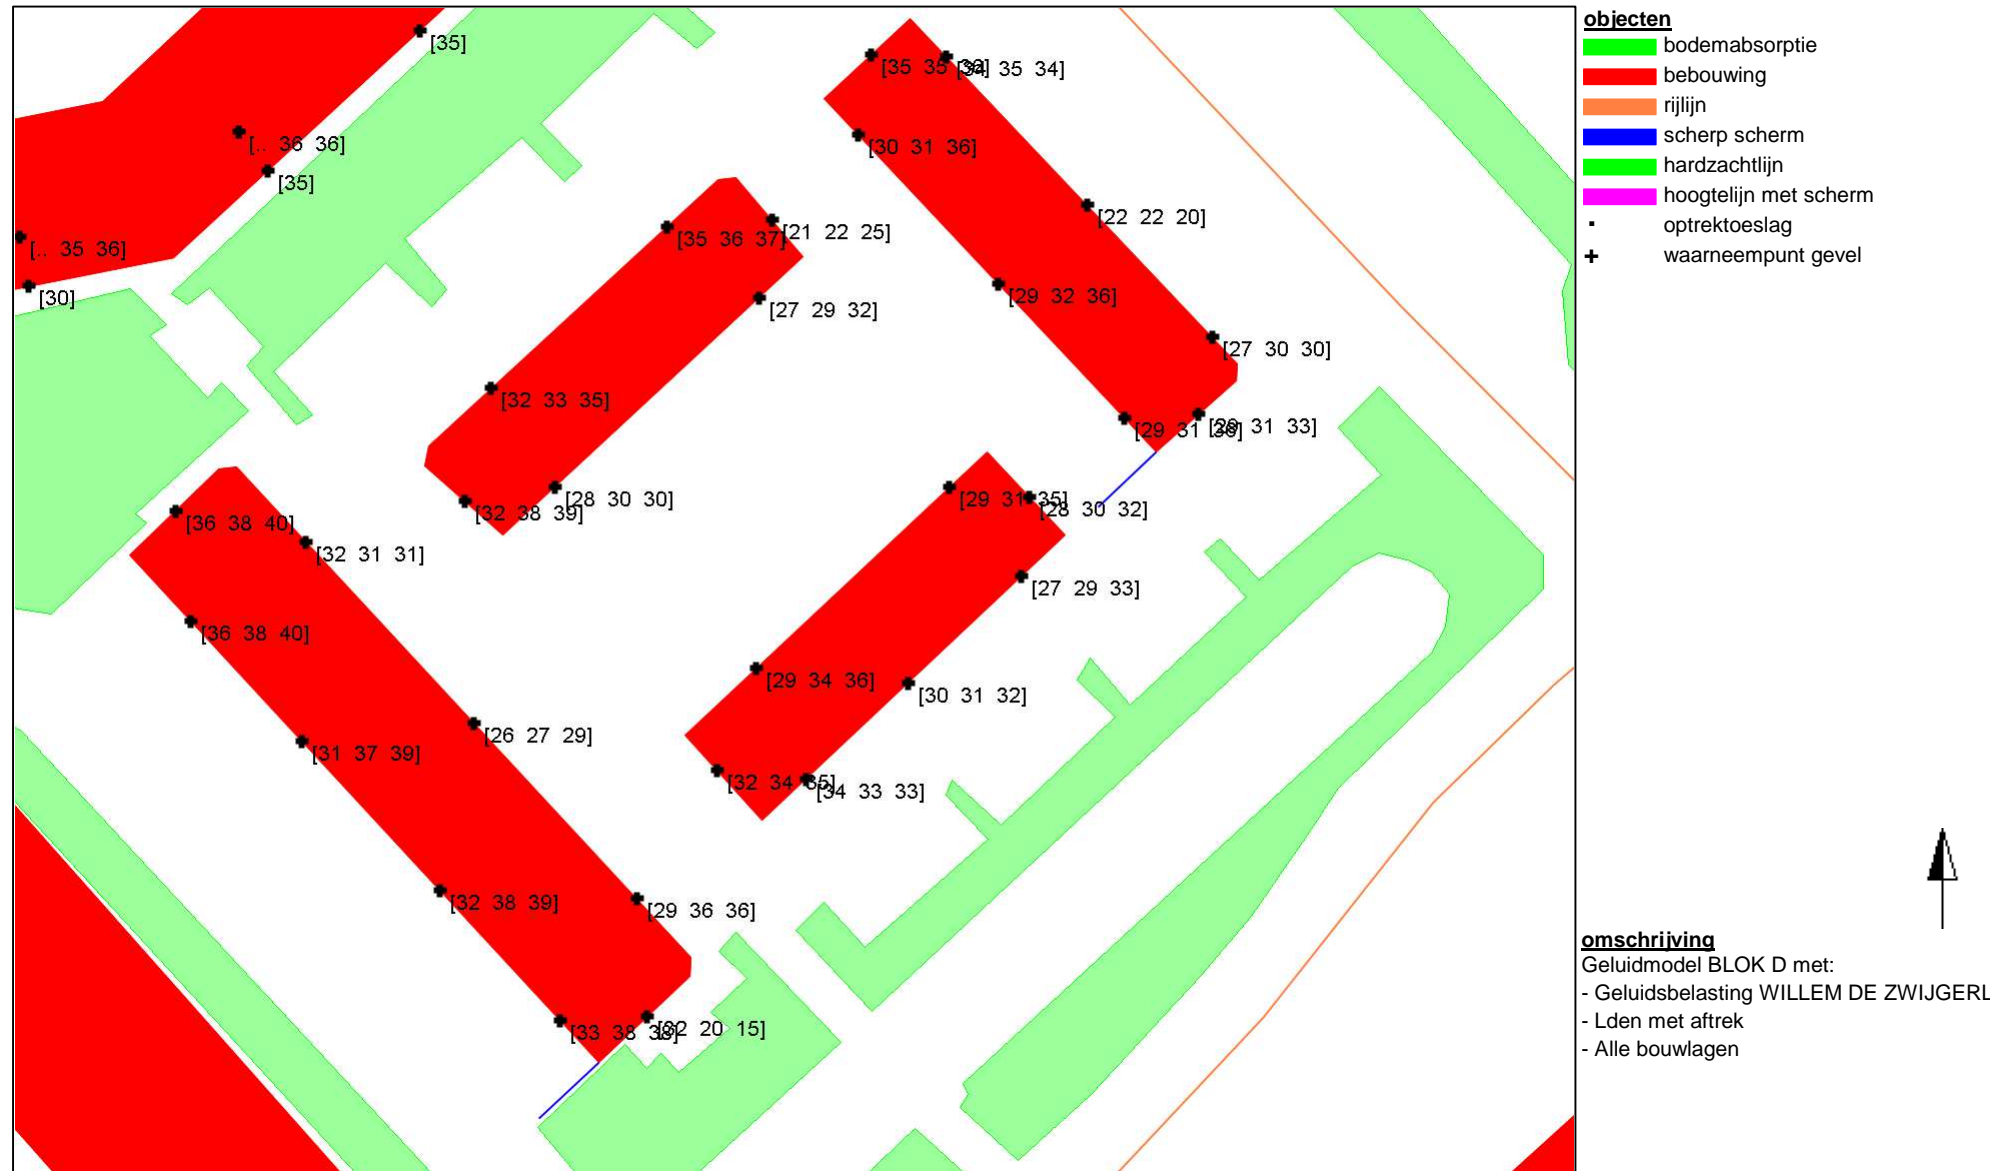 [35]
[.. 36 36]
[35]
[.. 35 36]
[30]
[35 35
[34 35 34]
[30 31 36]
[22 22 20]
[35 36 37]
[21 22 25]
[27 29 32]
[29 32 36]
[27 30 30]
[32 33 35]
[29 31
31 33]
[28 30 30]
[32 38 39]
[29 31 35]
[28 30 32]
[36 38 40]
[32 31 31]
[27 29 33]
[36 38 40]
[29 34 36]
[30 31 32]
[26 27 29]
[31 37 39]
[32 34 35]
[34 33 33]
[32 38 39]
[29 36 36]
[33 38
20 15]
objecten
bodemabsorptie
bebouwing
rijlijn
scherp scherm
hardzachtlijn
hoogtelijn met scherm
optrektoeslag
waarneempunt gevel
omschrijving
Geluidmodel BLOK D met:
- Geluidsbelasting WILLEM DE ZWIJGERL
- Lden met aftrek
- Alle bouwlagen